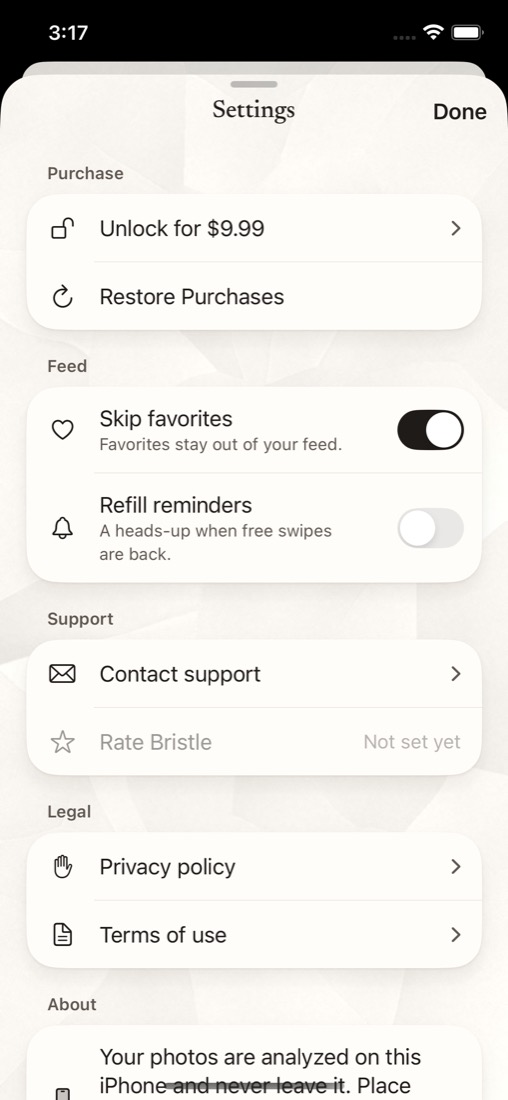 3:17
Settings
Done
Purchase
Unlock for $9.99
Restore Purchases
Feed
Skip favorites
Favorites stay out of your feed.
Refill reminders
A heads-up when free swipes
are back.
Support
Contact support
Rate Bristle
Not set yet
Legal
Privacy policy
Terms of use
About
Your photos are analyzed on this
iPhone and never leave it. Place